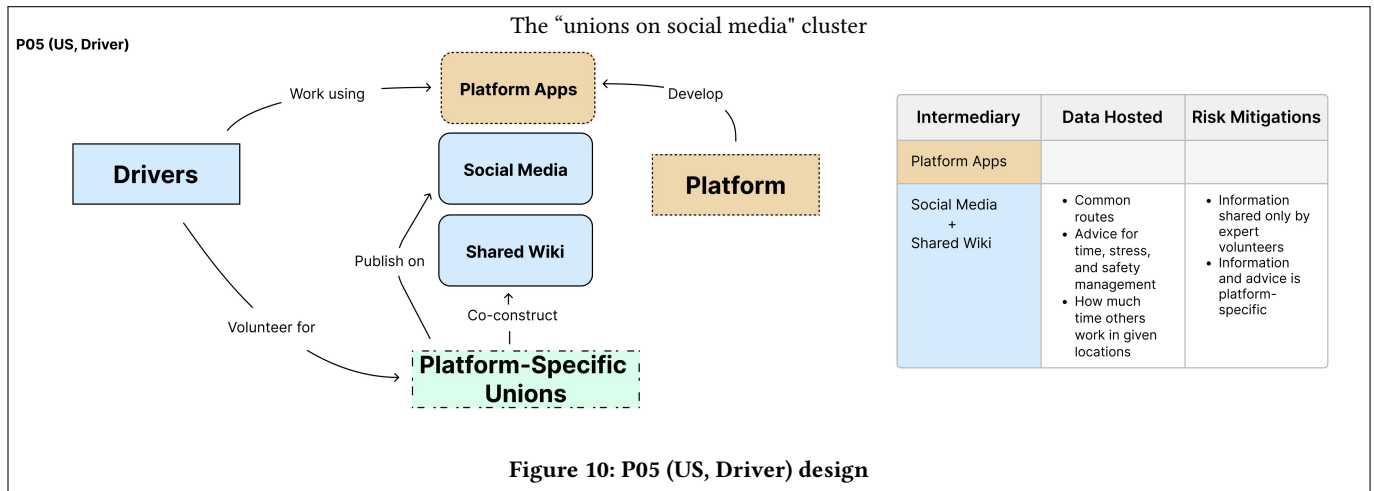 The “unions on social media" cluster
P05 (US, Driver)
Work using
Platform Apps
Develop
Drivers
Social Media
Platform
Shared Wiki
Publish on
Co-construct
Volunteer for
Platform-Specific
Unions
Intermediary
Data Hosted
Risk Mitigations
Platform Apps
Social Media
+
Shared Wiki
• Common
routes
• Advice for
time, stress,
and safety
management
• How much
time others
work in given
locations
• Information
shared only by
expert
volunteers
• Information
and advice is
platform-
specific
Figure 10: P05 (US, Driver) design